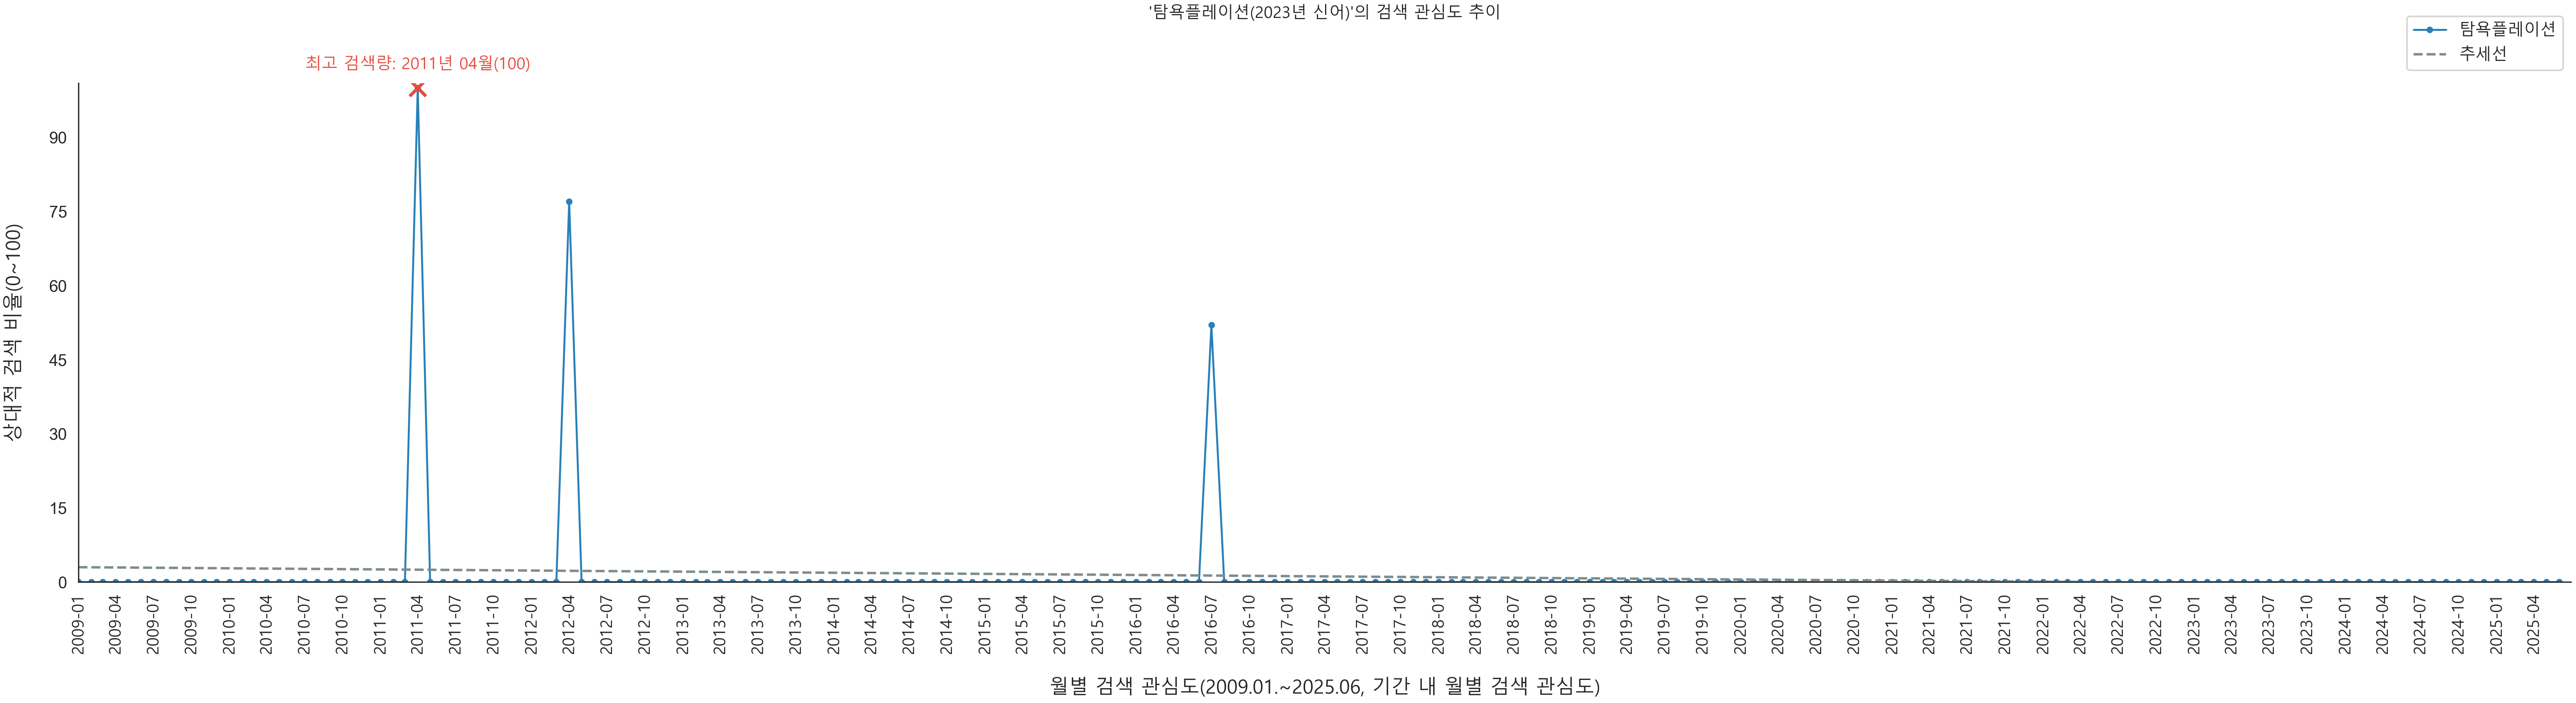 '탐욕플레이션(2023년 신어)'의 검색 관심도 추이
탐욕플레이션
추세선
최고 검색량: 2011년 04월(100)
상대적 검색 비율(0~100)
90
75
60
45
30
15
0
2009-01 2009-04 2009-07 2009-10 2010-01 2010-04 2010-07 2010-10 2011-01 2011-04 2011-07 2011-10 2012-01 2012-04 2012-07 2012-10 2013-01 2013-04 2013-07 2013-10 2014-01 2014-04 2014-07 2014-10 2015-01 2015-04 2015-07 2015-10 2016-01 2016-04 2016-07 2016-10 2017-01 2017-04 2017-07 2017-10 2018-01 2018-04 2018-07 2018-10 2019-01 2019-04 2019-07 2019-10 2020-01 2020-04 2020-07 2020-10 2021-01 2021-04 2021-07 2021-10 2022-01 2022-04 2022-07 2022-10 2023-01 2023-04 2023-07 2023-10 2024-01 2024-04 2024-07 2024-10 2025-01 2025-04
월별 검색 관심도(2009.01.~2025.06, 기간 내 월별 검색 관심도)